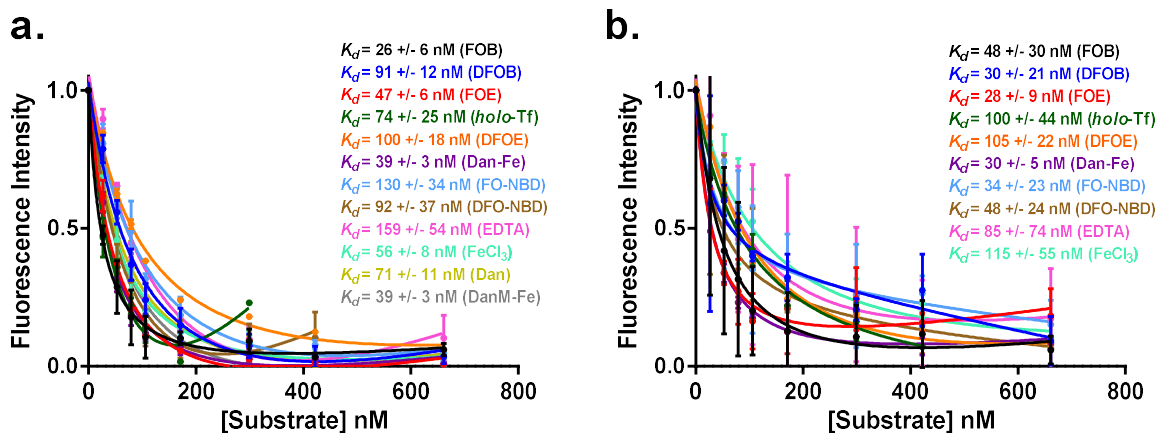 a.
Kd = 26 +/- 6 nM (FOB)
Kd = 91 +/- 12 nM (DFOB)
Kd = 47 +/- 6 nM (FOE)
Kd = 74 +/- 25 nM (holo-Tf)
Kd = 100 +/- 18 nM (DFOE)
Kd = 39 +/- 3 nM (Dan-Fe)
Kd = 130 +/- 34 nM (FO-NBD)
Kd = 92 +/- 37 nM (DFO-NBD)
Kd = 159 +/- 54 nM (EDTA)
Kd = 56 +/- 8 nM (FeCl3)
Kd = 71 +/- 11 nM (Dan)
Kd = 39 +/- 3 nM (DanM-Fe)
Fluorescence Intensity
1.0
0.5
0.0
0 200 400 600 800
[Substrate] nM
b.
Kd = 48 +/- 30 nM (FOB)
Kd = 30 +/- 21 nM (DFOB)
Kd = 28 +/- 9 nM (FOE)
Kd = 100 +/- 44 nM (holo-Tf)
Kd = 105 +/- 22 nM (DFOE)
Kd = 30 +/- 5 nM (Dan-Fe)
Kd = 34 +/- 23 nM (FO-NBD)
Kd = 48 +/- 24 nM (DFO-NBD)
Kd = 85 +/- 74 nM (EDTA)
Kd = 115 +/- 55 nM (FeCl3)
Fluorescence Intensity
1.0
0.5
0.0
0 200 400 600 800
[Substrate] nM